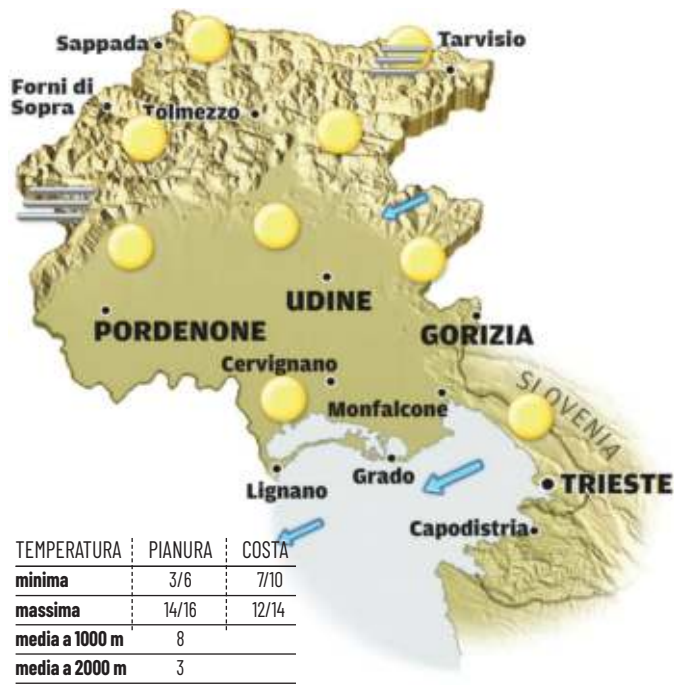 Sappada
Tarvisio
Forni di
Sopra
Tolmezzo
UDINE
PORDENONE
GORIZIA
Cervignano
SLOVENIA
Monfalcone
Grado
Lignano
TRIESTE
Capodistria
TEMPERATURA PIANURA COSTA
minima 3/6 7/10
massima 14/16 12/14
media a 1000 m 8
media a 2000 m 3